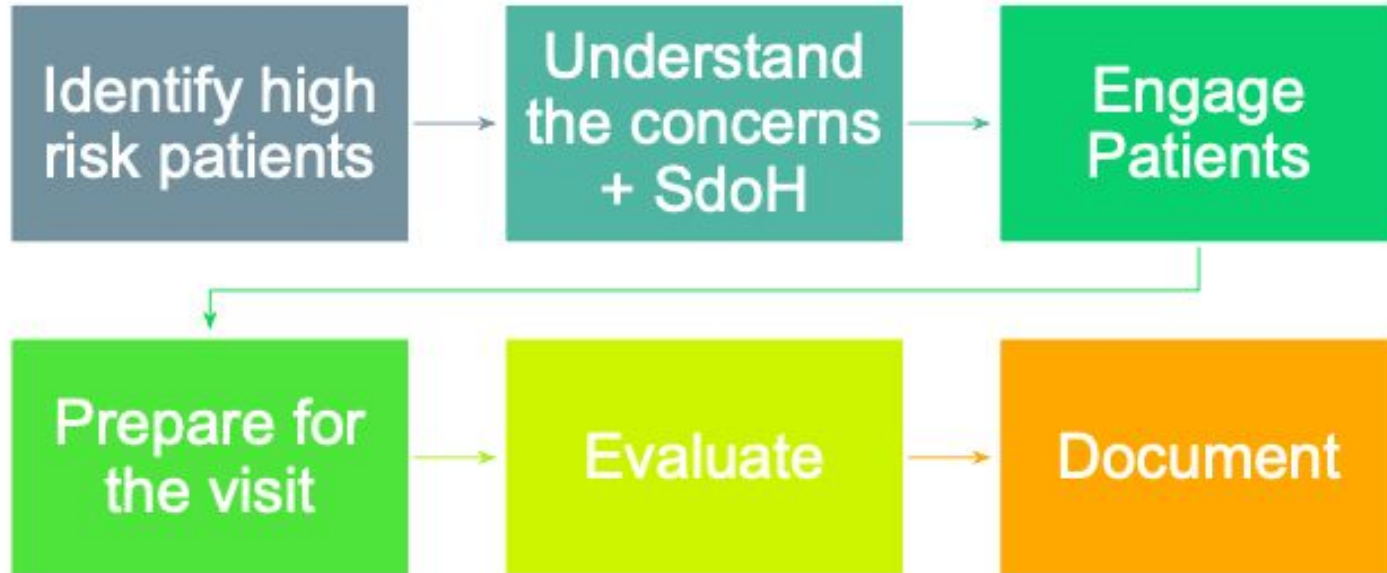 Identify high
risk patients
Understand
the concerns
+ SdoH
Engage
Patients
Prepare for
the visit
Evaluate
Document